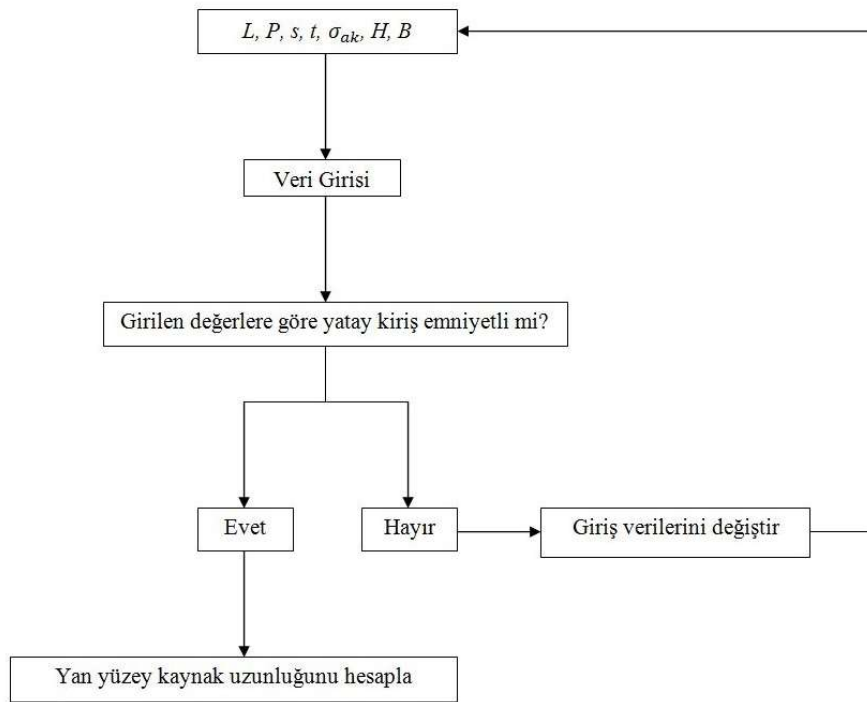 L, P, s, t, σak, H, B
Veri Girisi
Girilen değerlere göre yatay kiriş emniyetli mi?
Evet
Hayır
Giriş verilerini değiştir
Yan yüzey kaynak uzunluğunu hesapla